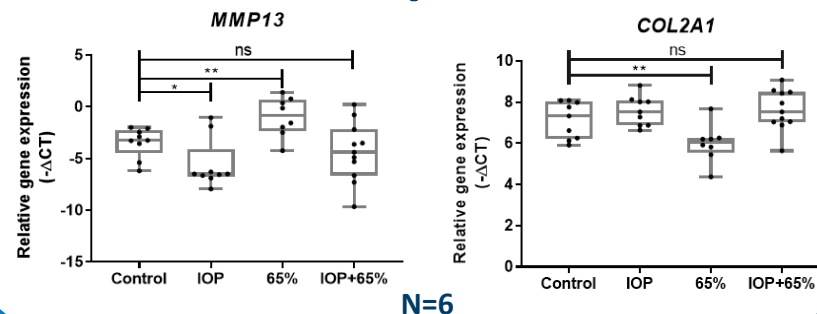 MMP13
Relative gene expression
(-ΔCT)
5
0
-5
-10
-15
ns
**
*
Control IOP 65% IOP+65%
COL2A1
Relative gene expression
(-ΔCT)
10
8
6
4
2
0
ns
**
Control IOP 65% IOP+65%
N=6